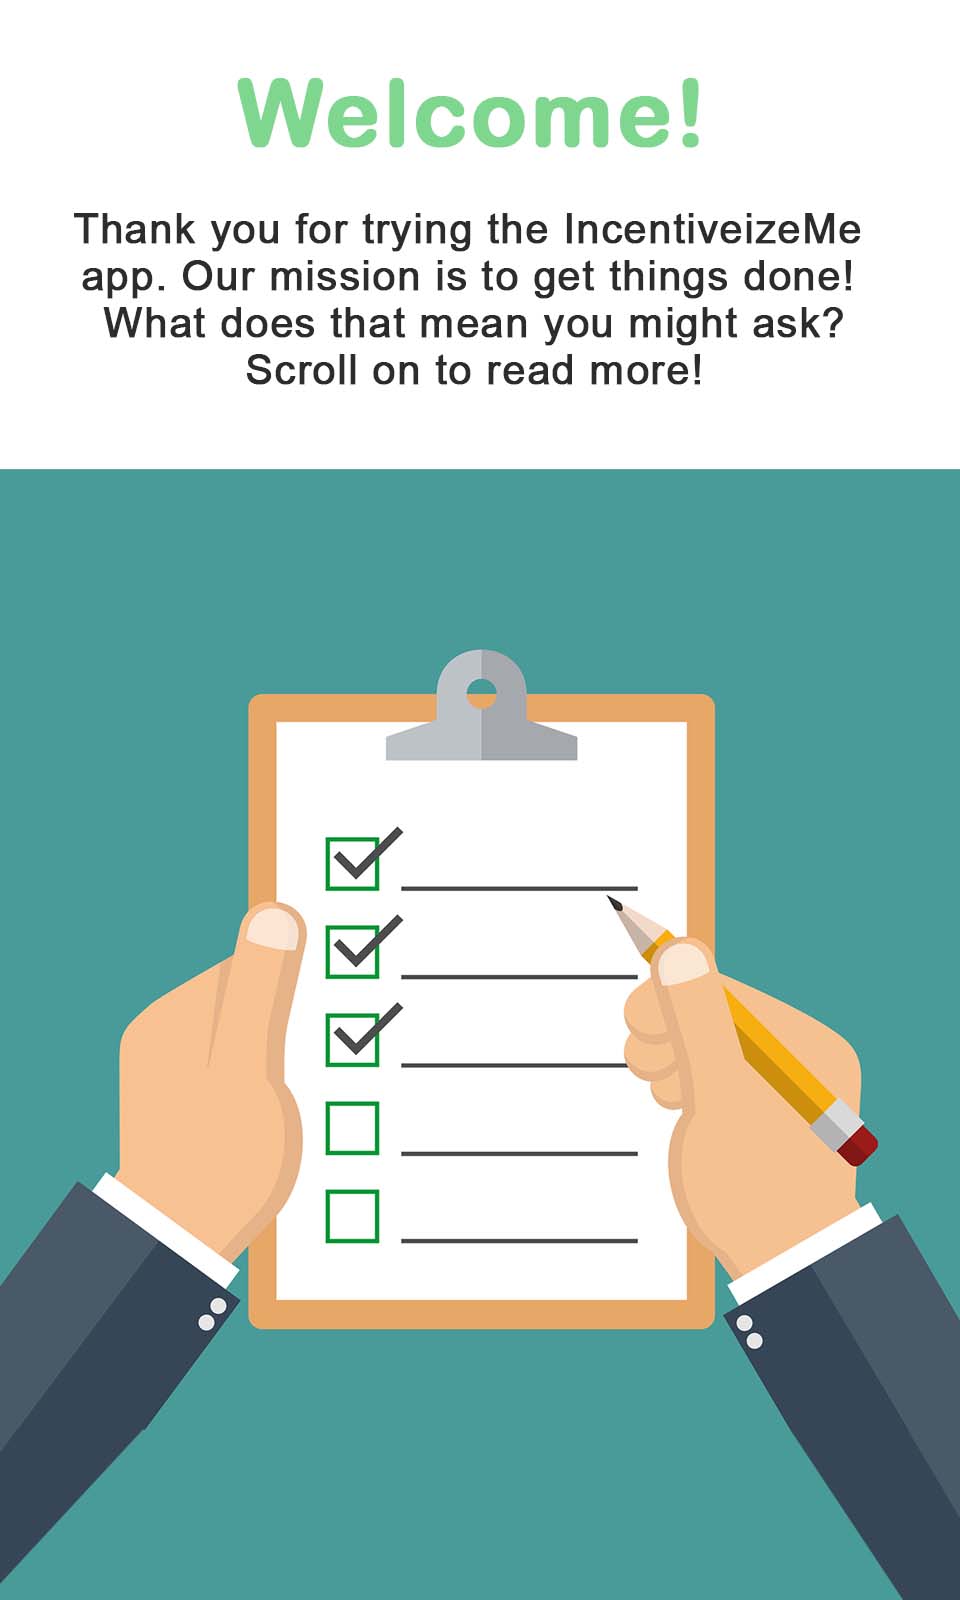 Welcome!
Thank you for trying the IncentiveizeMe
app. Our mission is to get things done!
What does that mean you might ask?
Scroll on to read more!